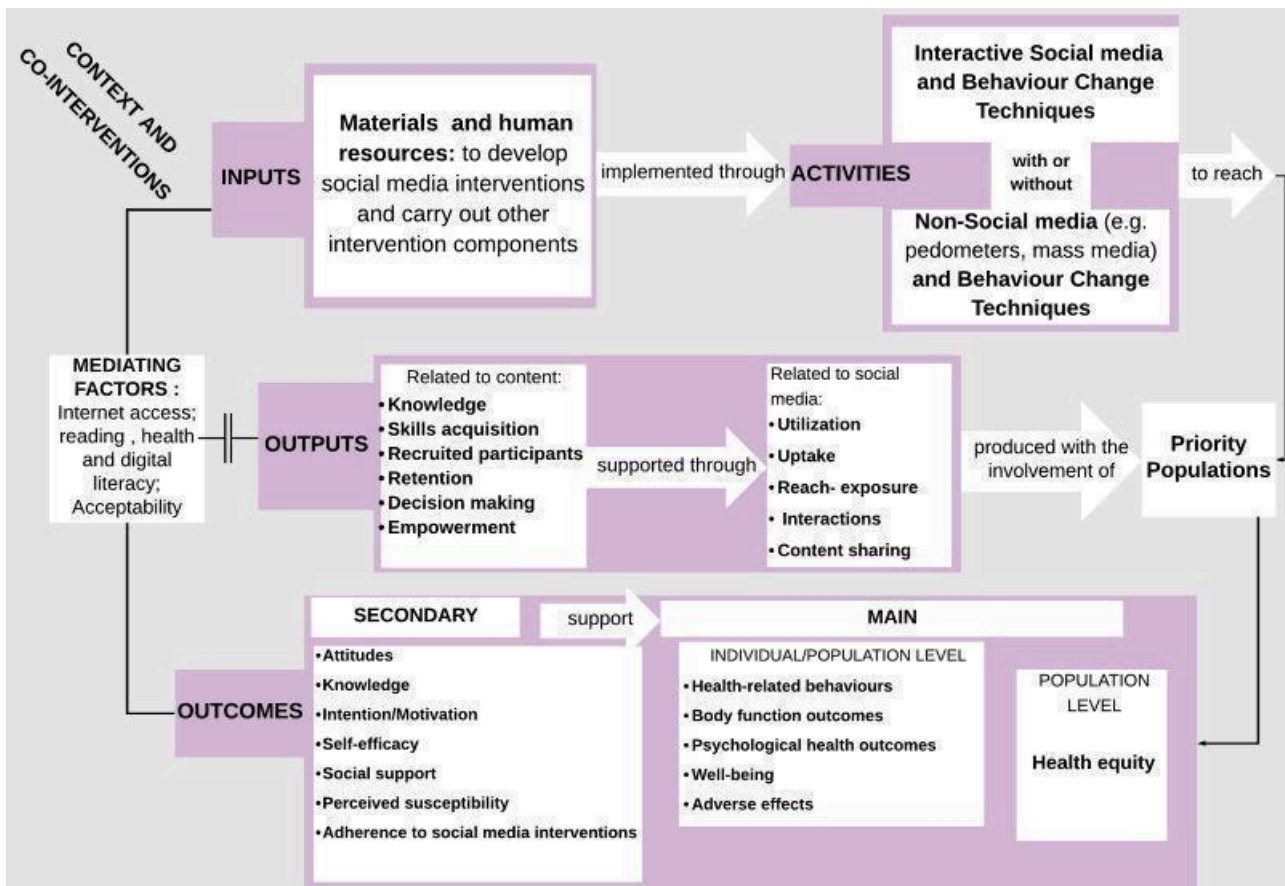 CONTEXT AND
CO-INTERVENTIONS
INPUTS
Materials and human
resources: to develop
social media interventions
and carry out other
intervention components
implemented through
ACTIVITIES
Interactive Social media
and Behaviour Change
Techniques
with or
without
Non-Social media (e.g.
pedometers, mass media)
and Behaviour Change
Techniques
to reach
MEDIATING
FACTORS :
Internet access;
reading , health
and digital
literacy;
Acceptability
OUTPUTS
Related to content:
•Knowledge
•Skills acquisition
•Recruited participants
•Retention
•Decision making
•Empowerment
supported through
Related to social
media:
•Utilization
•Uptake
•Reach- exposure
• Interactions
•Content sharing
produced with the
involvement of
Priority
Populations
OUTCOMES
SECONDARY
•Attitudes
•Knowledge
•Intention/Motivation
•Self-efficacy
•Social support
•Perceived susceptibility
•Adherence to social media interventions
support
MAIN
INDIVIDUAL/POPULATION LEVEL
•Health-related behaviours
•Body function outcomes
•Psychological health outcomes
•Well-being
•Adverse effects
POPULATION
LEVEL
Health equity